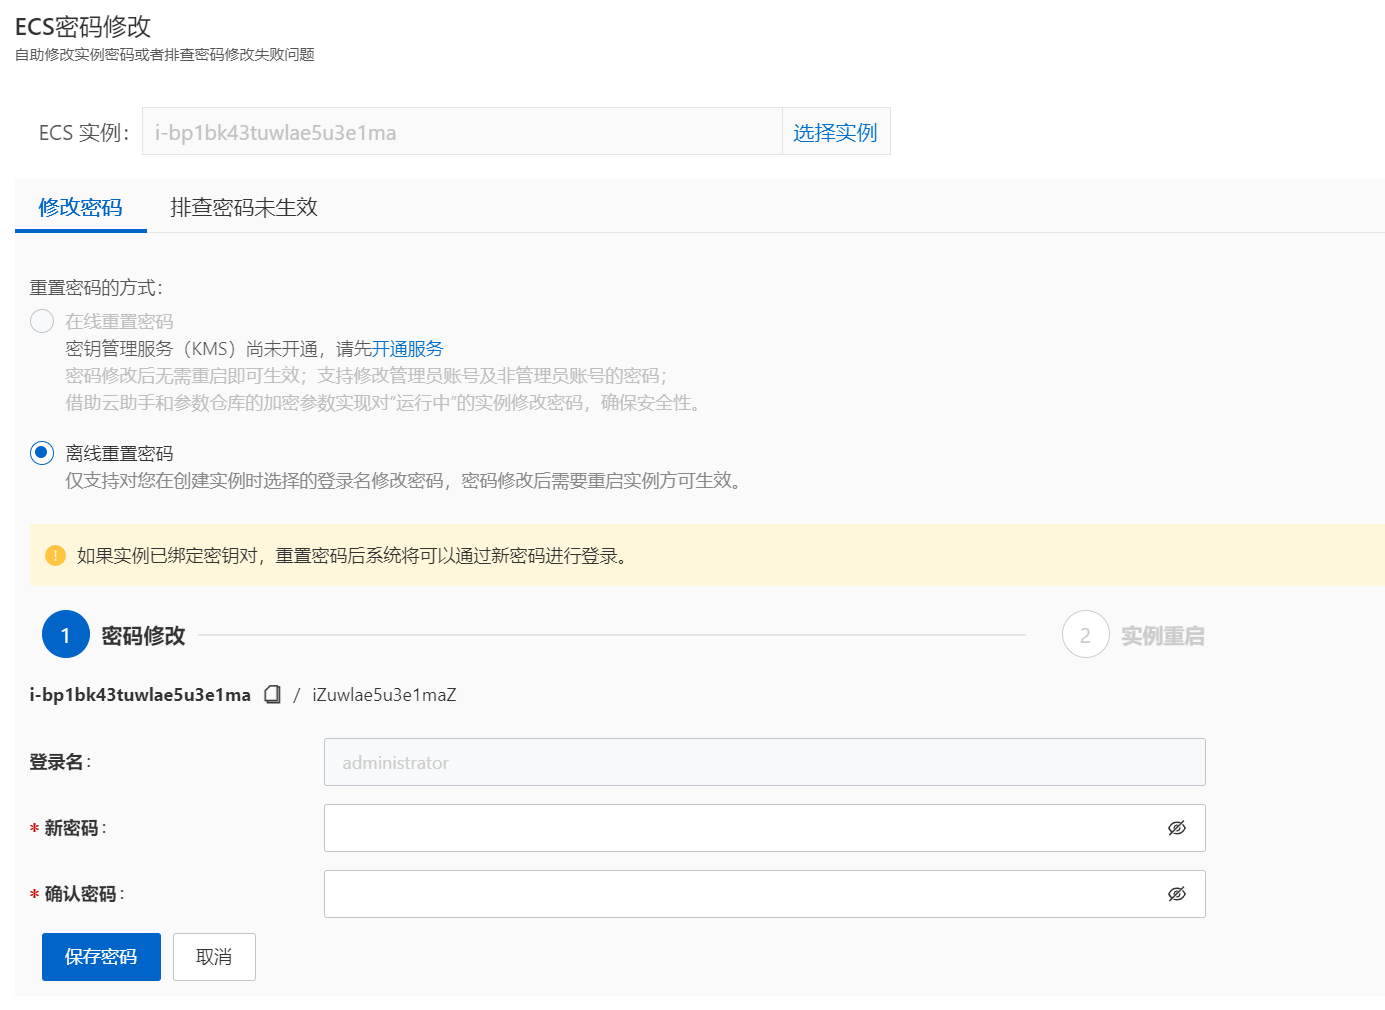 ECS密码修改
自助修改实例密码或者排查密码修改失败问题
ECS 实例： i-bp1bk43tuwlae5u3e1ma 选择实例
修改密码 排查密码未生效
重置密码的方式：
在线重置密码
密钥管理服务（KMS）尚未开通，请先开通服务
密码修改后无需重启即可生效；支持修改管理员账号及非管理员账号的密码；
借助云助手和参数仓库的加密参数实现对“运行中”的实例修改密码，确保安全性。
离线重置密码
仅支持对您在创建实例时选择的登录名修改密码，密码修改后需要重启实例方可生效。
如果实例已绑定密钥对，重置密码后系统将可以通过新密码进行登录。
1 密码修改 2 实例重启
i-bp1bk43tuwlae5u3e1ma / iZuwlae5u3e1maZ
登录名： administrator
* 新密码：
* 确认密码：
保存密码 取消